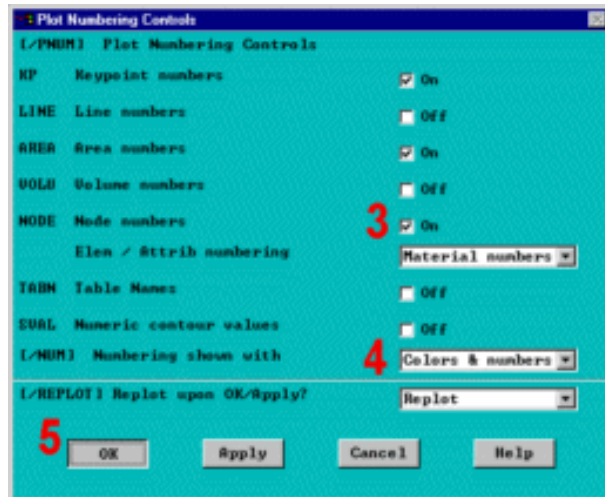 Plot Numbering Controls
[/PNUM] Plot Numbering Controls
KP Keypoint numbers On
LINE Line numbers Off
AREA Area numbers On
VOLU Volume numbers Off
NODE Node numbers 3 On
Elem / Attrib numbering Material numbers
TABN Table Names Off
SVAL Numeric contour values Off
[/NUM] Numbering shown with 4 Colors & numbers
[/REPLOT] Replot upon OK/Apply? Replot
5 OK Apply Cancel Help